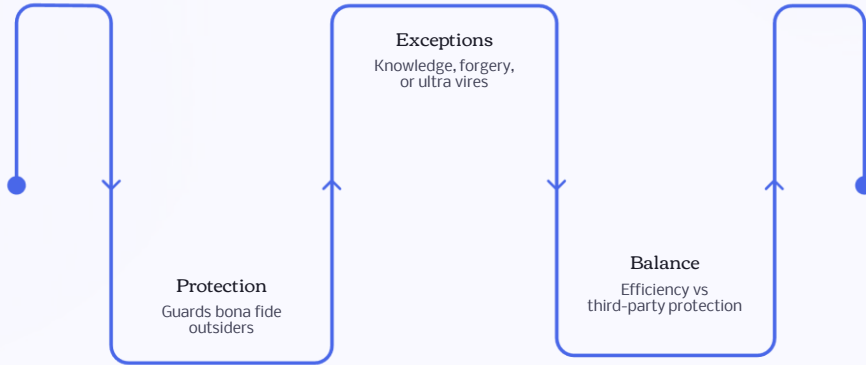 Exceptions
Knowledge, forgery,
or ultra vires
Protection
Guards bona fide
outsiders
Balance
Efficiency vs
third-party protection